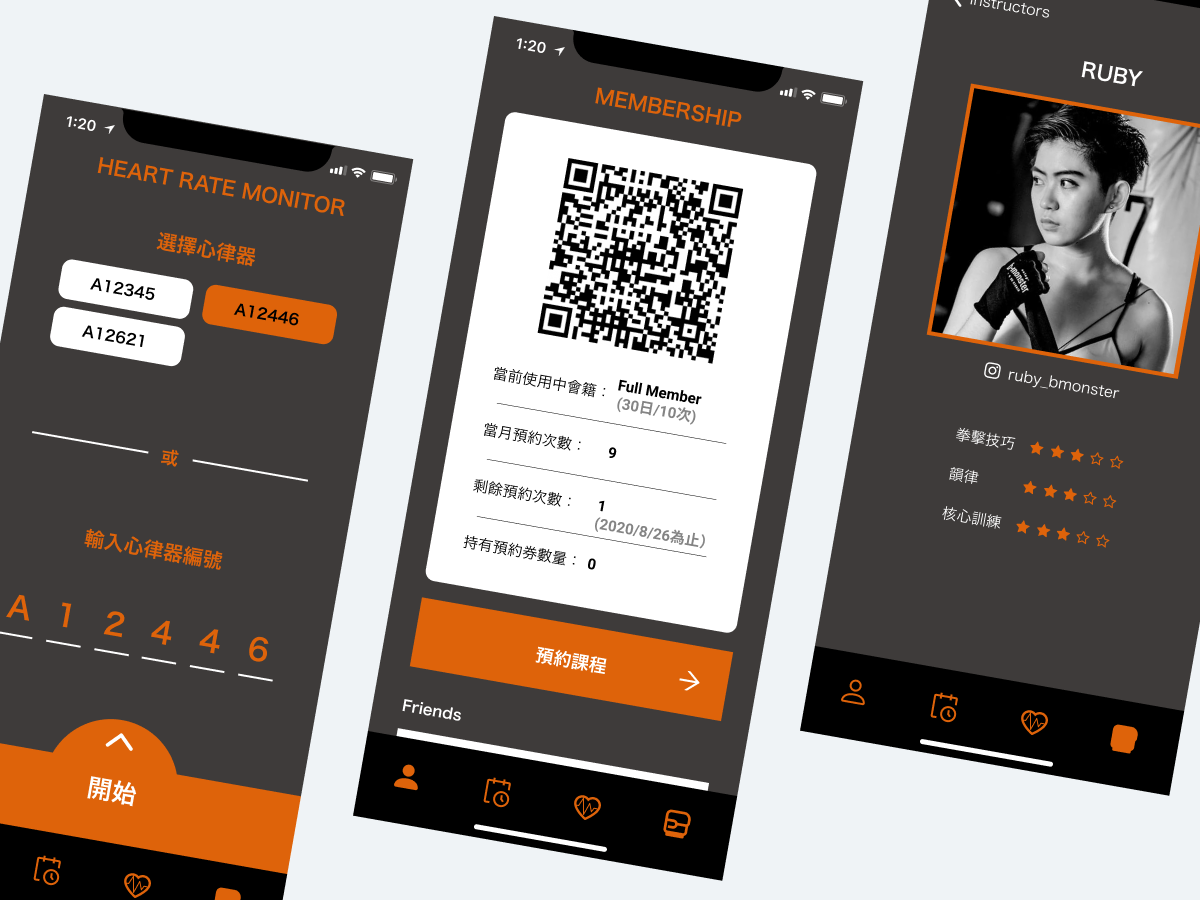 1:20
HEART RATE MONITOR
選擇心律器
A12345
A12446
A12621
或
輸入心律器編號
A 1 2 4 4 6
開始
1:20
MEMBERSHIP
當前使用中會籍： Full Member
(30日/10次)
當月預約次數： 9
剩餘預約次數： 1
(2020/8/26為止)
持有預約券數量： 0
預約課程
Friends
Instructors
RUBY
b-monster
ruby_bmonster
拳擊技巧
韻律
核心訓練